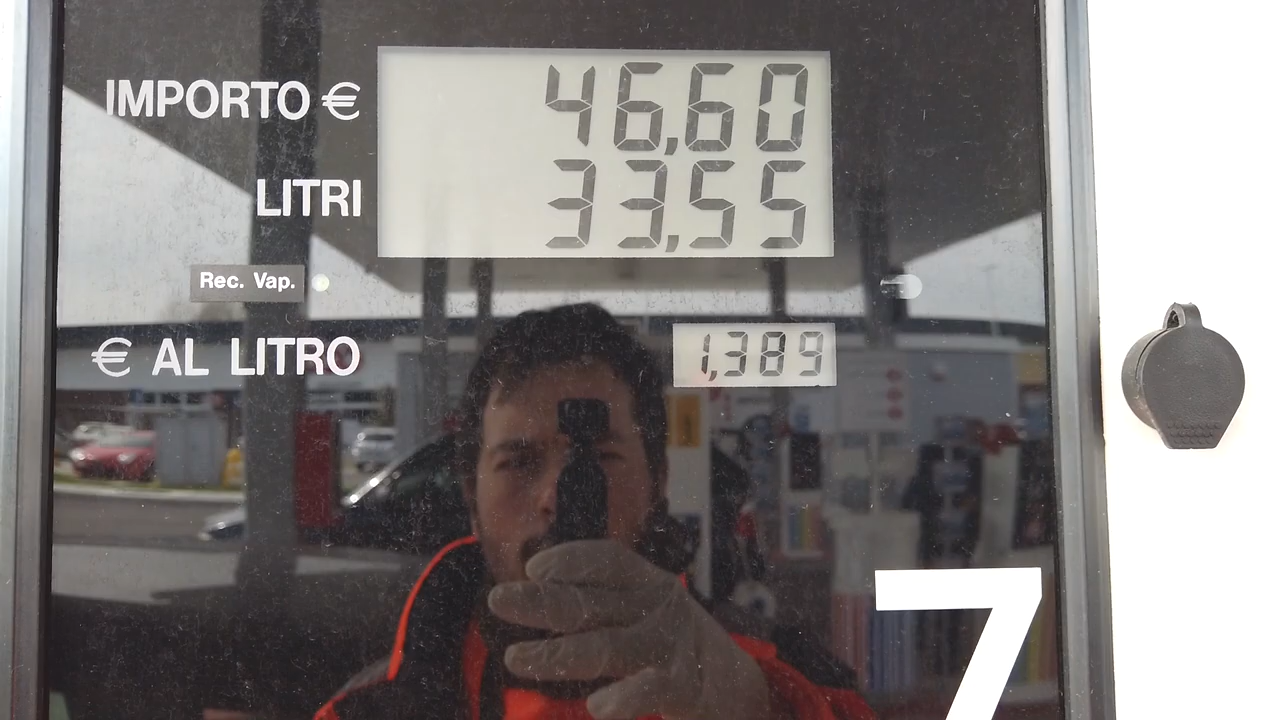 IMPORTO € 46,60
LITRI 33,55
Rec. Vap.
€ AL LITRO 1,389
7